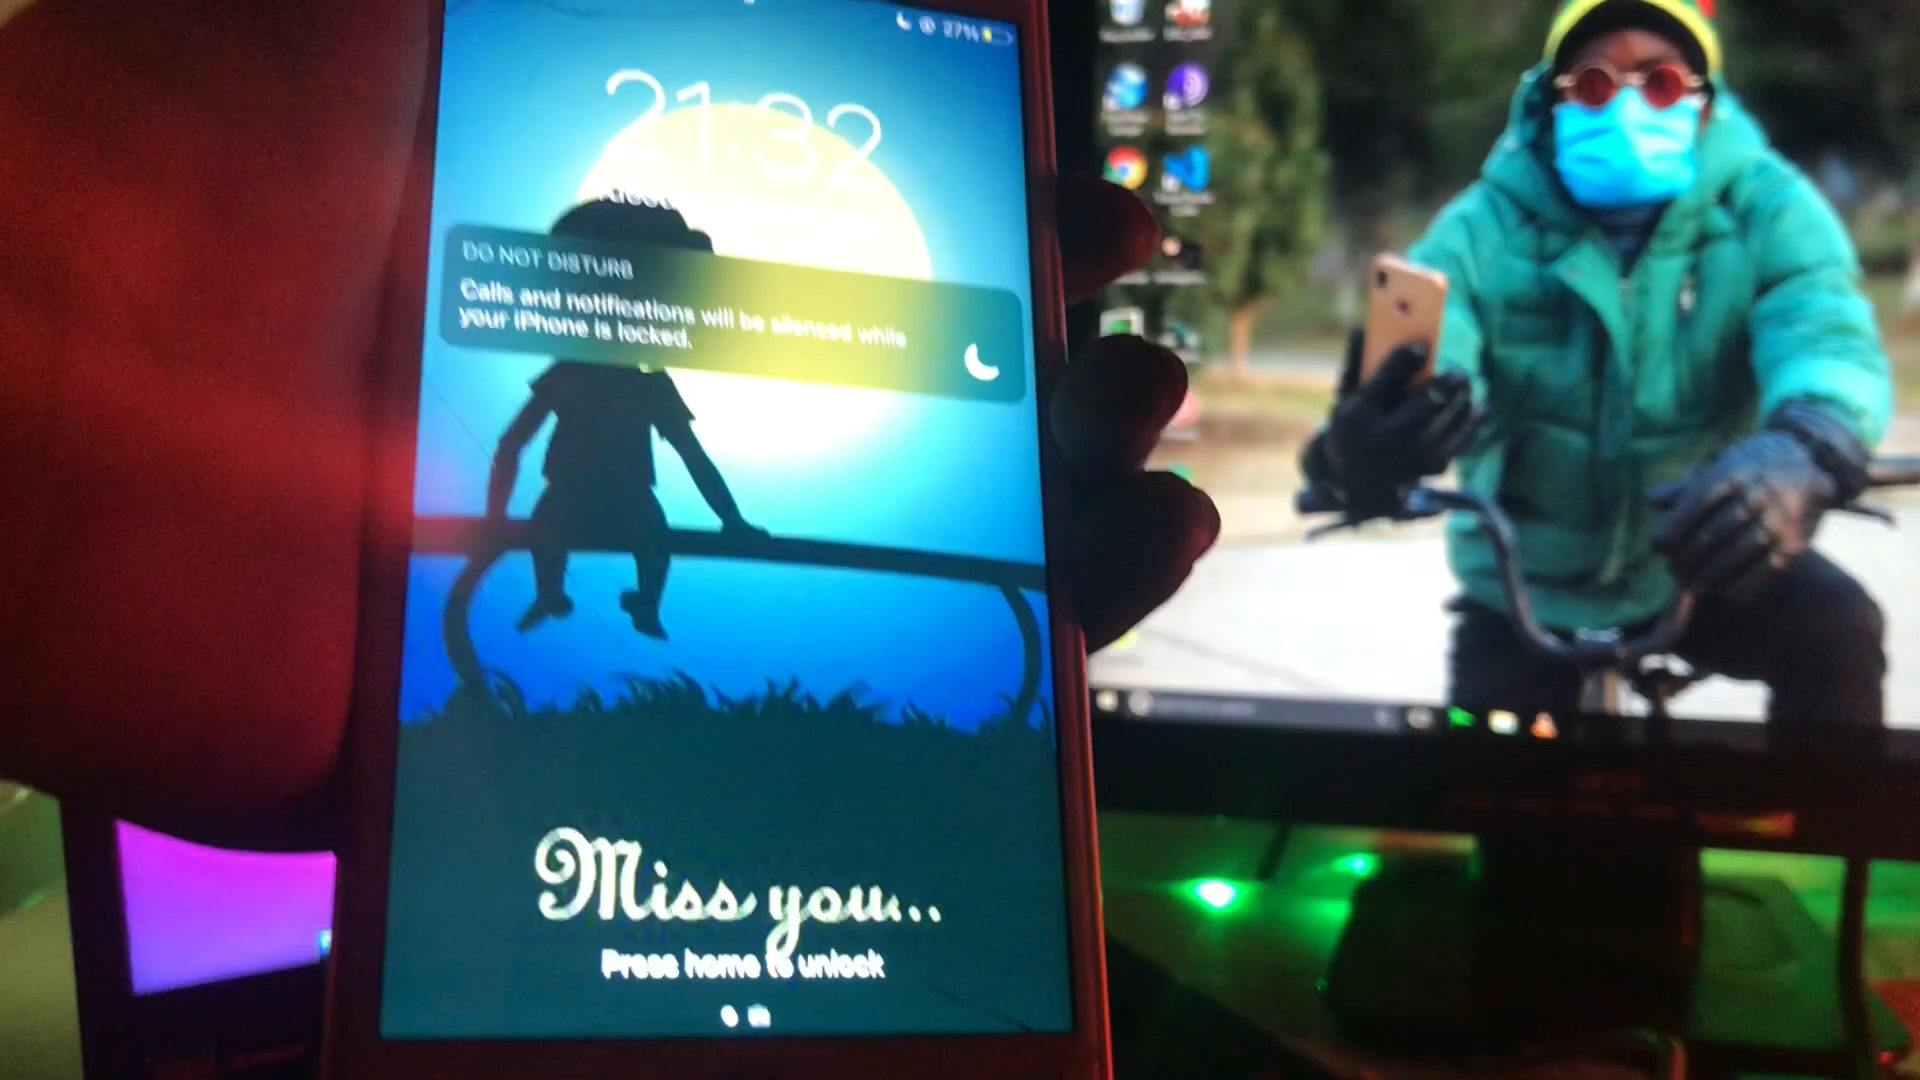 27%
21:32
DO NOT DISTURB
Calls and notifications will be silenced while
your iPhone is locked.
Miss you...
Press home to unlock